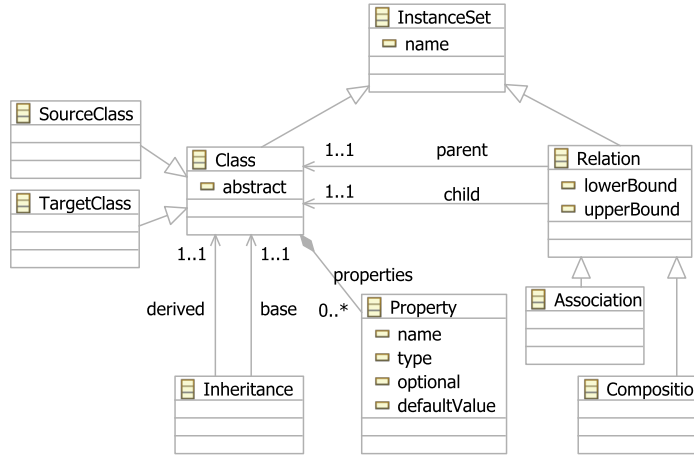 InstanceSet
name
SourceClass
Class
abstract
1..1
parent
Relation
lowerBound
upperBound
1..1
child
TargetClass
1..1
1..1
properties
derived
base
0..*
Property
name
type
optional
defaultValue
Association
Inheritance
Compositio